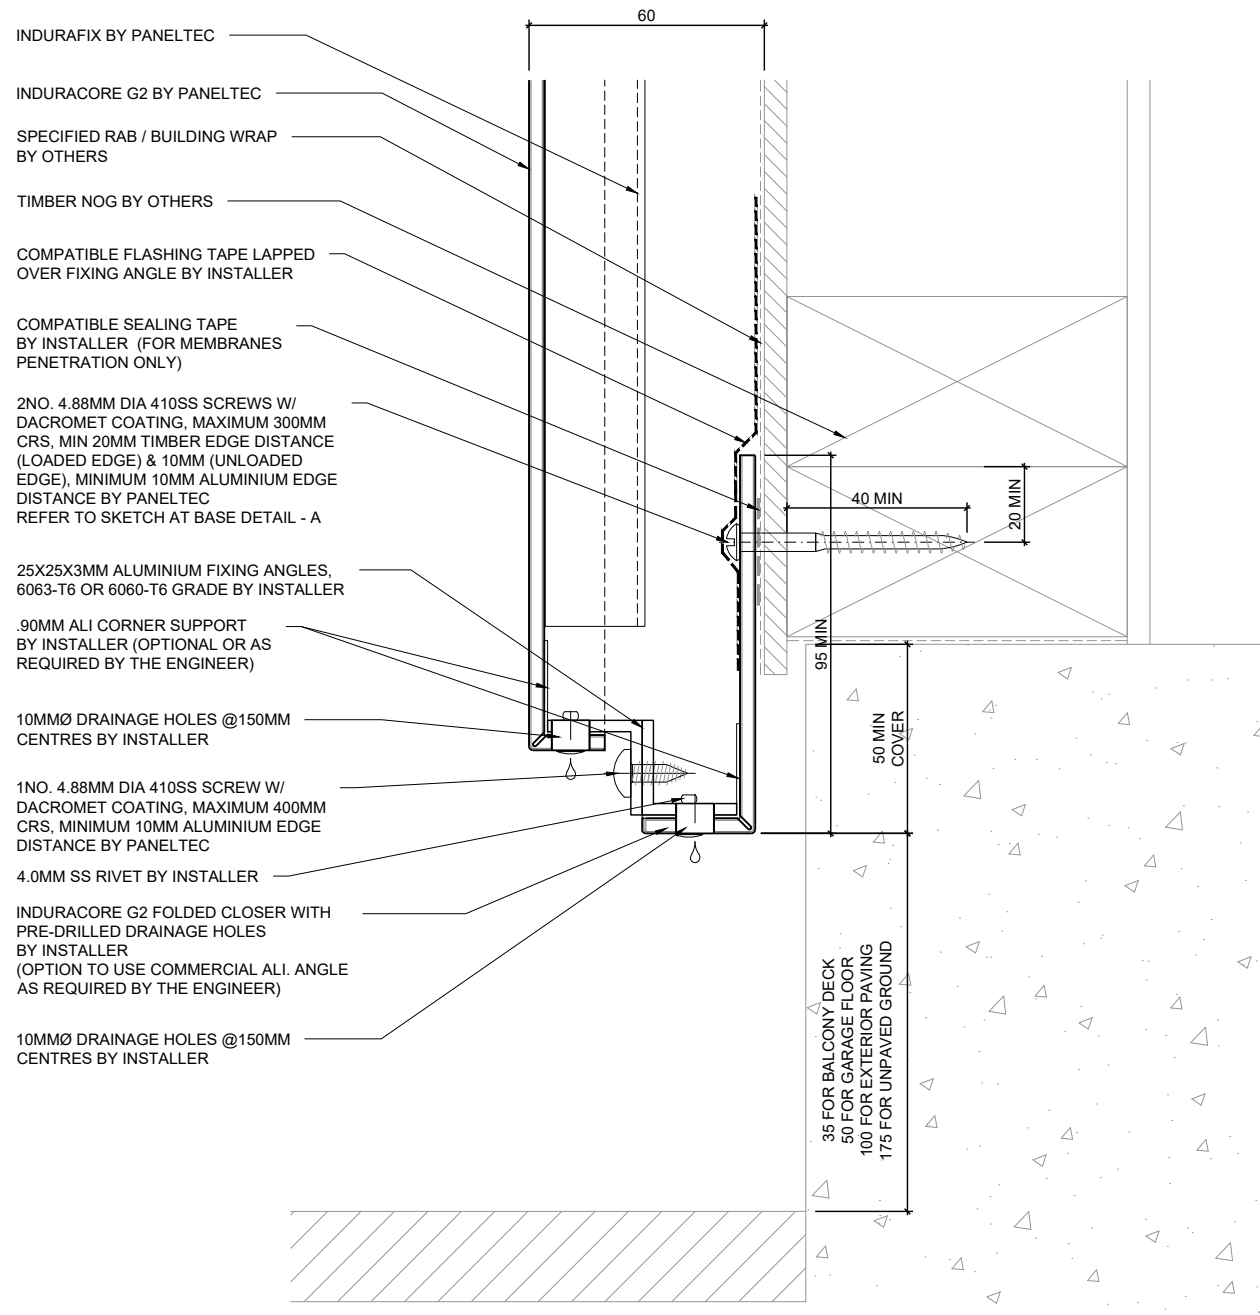 60
INDURAFIX BY PANELTEC
INDURACORE G2 BY PANELTEC
SPECIFIED RAB / BUILDING WRAP
BY OTHERS
TIMBER NOG BY OTHERS
COMPATIBLE FLASHING TAPE LAPPED
OVER FIXING ANGLE BY INSTALLER
COMPATIBLE SEALING TAPE
BY INSTALLER (FOR MEMBRANES
PENETRATION ONLY)
2NO. 4.88MM DIA 410SS SCREWS W/
DACROMET COATING, MAXIMUM 300MM
CRS, MIN 20MM TIMBER EDGE DISTANCE
(LOADED EDGE) & 10MM (UNLOADED
EDGE), MINIMUM 10MM ALUMINIUM EDGE
DISTANCE BY PANELTEC
REFER TO SKETCH AT BASE DETAIL - A
25X25X3MM ALUMINIUM FIXING ANGLES,
6063-T6 OR 6060-T6 GRADE BY INSTALLER
.90MM ALI CORNER SUPPORT
BY INSTALLER (OPTIONAL OR AS
REQUIRED BY THE ENGINEER)
10MMØ DRAINAGE HOLES @150MM
CENTRES BY INSTALLER
1NO. 4.88MM DIA 410SS SCREW W/
DACROMET COATING, MAXIMUM 400MM
CRS, MINIMUM 10MM ALUMINIUM EDGE
DISTANCE BY PANELTEC
4.0MM SS RIVET BY INSTALLER
INDURACORE G2 FOLDED CLOSER WITH
PRE-DRILLED DRAINAGE HOLES
BY INSTALLER
(OPTION TO USE COMMERCIAL ALI. ANGLE
AS REQUIRED BY THE ENGINEER)
10MMØ DRAINAGE HOLES @150MM
CENTRES BY INSTALLER
40 MIN
20 MIN
95 MIN
50 MIN
COVER
35 FOR BALCONY DECK
50 FOR GARAGE FLOOR
100 FOR EXTERIOR PAVING
175 FOR UNPAVED GROUND